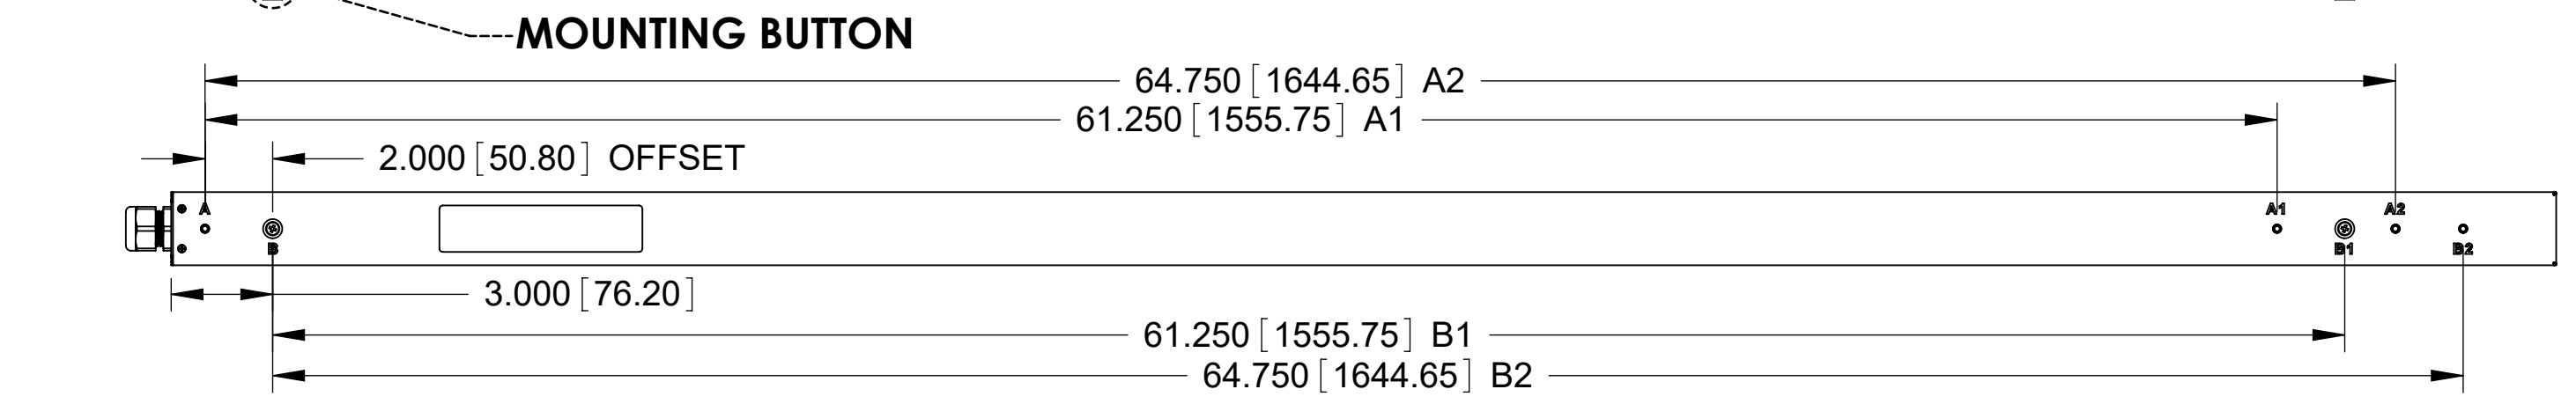 MOUNTING BUTTON
64.750 [1644.65] A2
61.250 [1555.75] A1
2.000 [50.80] OFFSET
A A1 A2
B B1 B2
3.000 [76.20]
61.250 [1555.75] B1
64.750 [1644.65] B2